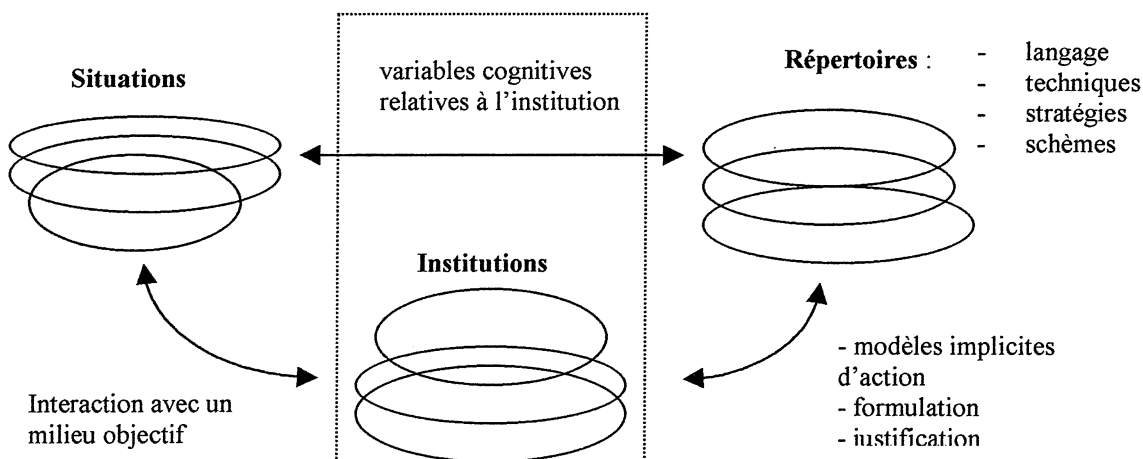 Situations
variables cognitives
relatives à l'institution
Répertoires :
- langage
- techniques
- stratégies
- schèmes
Institutions
Interaction avec un
milieu objectif
- modèles implicites
d'action
- formulation
- justification